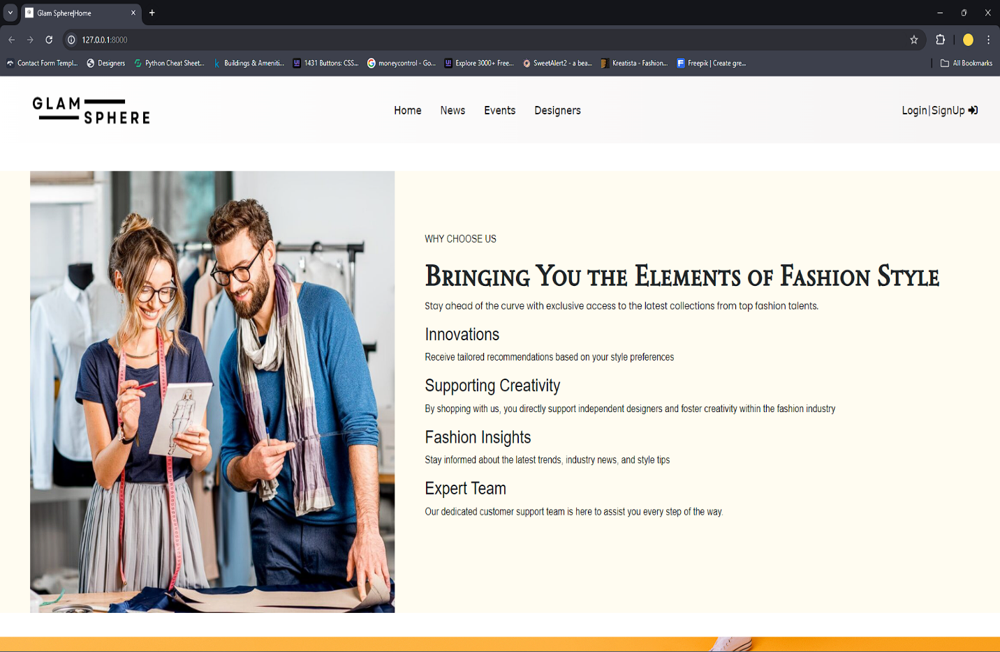 Glam Sphere|Home
127.0.0.1:8000
Contact Form Templ...
Designers
Python Cheat Sheet...
Buildings & Ameniti...
1431 Buttons: CSS...
moneycontrol - Go...
Explore 3000+ Free...
SweetAlert2 - a bea...
Kreatista - Fashion...
Freepik | Create gre...
All Bookmarks
GLAM
SPHERE
Home News Events Designers
Login|SignUp
WHY CHOOSE US
Bringing You the Elements of Fashion Style
Stay ahead of the curve with exclusive access to the latest collections from top fashion talents.
Innovations
Receive tailored recommendations based on your style preferences
Supporting Creativity
By shopping with us, you directly support independent designers and foster creativity within the fashion industry
Fashion Insights
Stay informed about the latest trends, industry news, and style tips
Expert Team
Our dedicated customer support team is here to assist you every step of the way.